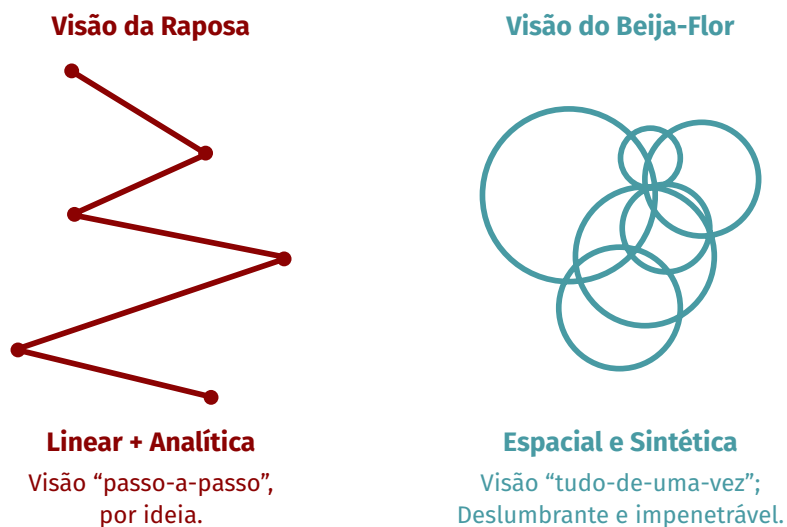 Visão da Raposa
Linear + Analítica
Visão “passo-a-passo”,
por ideia.
Visão do Beija-Flor
Espacial e Sintética
Visão “tudo-de-uma-vez”;
Deslumbrante e impenetrável.